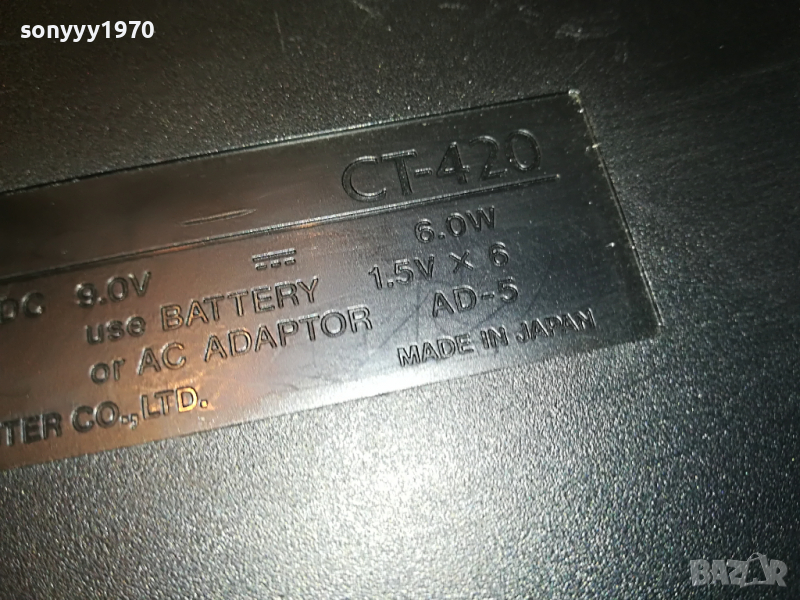 sonyyy1970
CT-420
DC 9.0V ⎓ 6.0W
use BATTERY 1.5V × 6
or AC ADAPTOR AD-5
CO.,LTD. MADE IN JAPAN
BAZAR